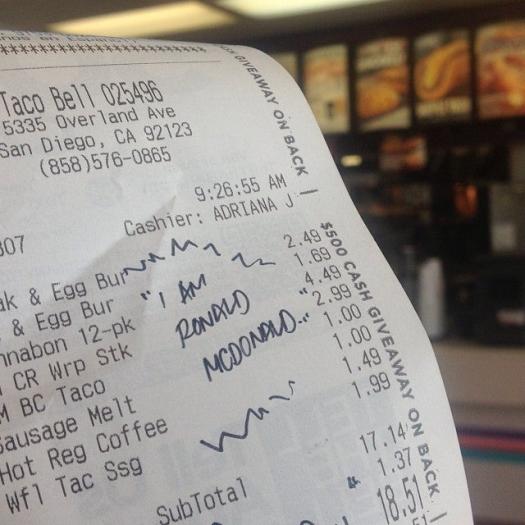 Taco Bell 025496
5335 Overland Ave
San Diego, CA 92123
(858)576-0865
9:26:55 AM
Cashier: ADRIANA J
& Egg Bur 2.49
& Egg Bur 1.69
12-pk 4.49
CR Wrp Stk 2.99
BC Taco 1.00
Sausage Melt 1.00
Hot Reg Coffee 1.49
Wfl Tac Ssg 1.99
SubTotal 17.14
1.37
18.51
"I AM
RONALD
MCDONALD."
GIVEAWAY ON BACK
$500 CASH GIVEAWAY ON BACK